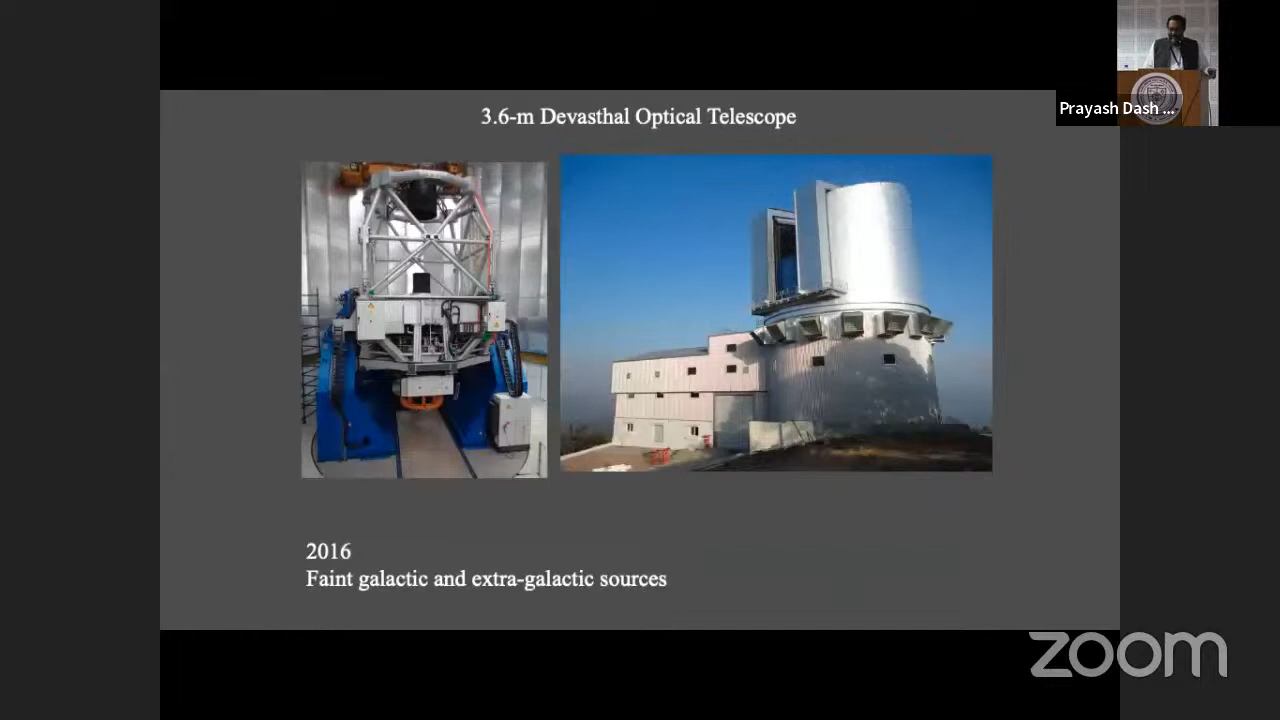 3.6-m Devasthal Optical Telescope
Prayash Dash ...
2016
Faint galactic and extra-galactic sources
zoom